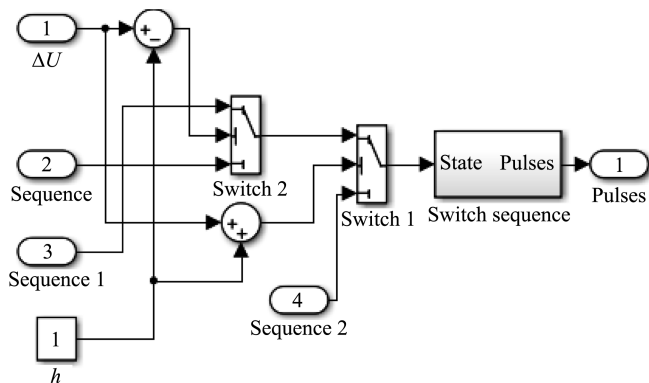 1
ΔU
+
−
2
Sequence
Switch 2
3
Sequence 1
+
+
Switch 1
4
Sequence 2
1
h
State Pulses
Switch sequence
1
Pulses